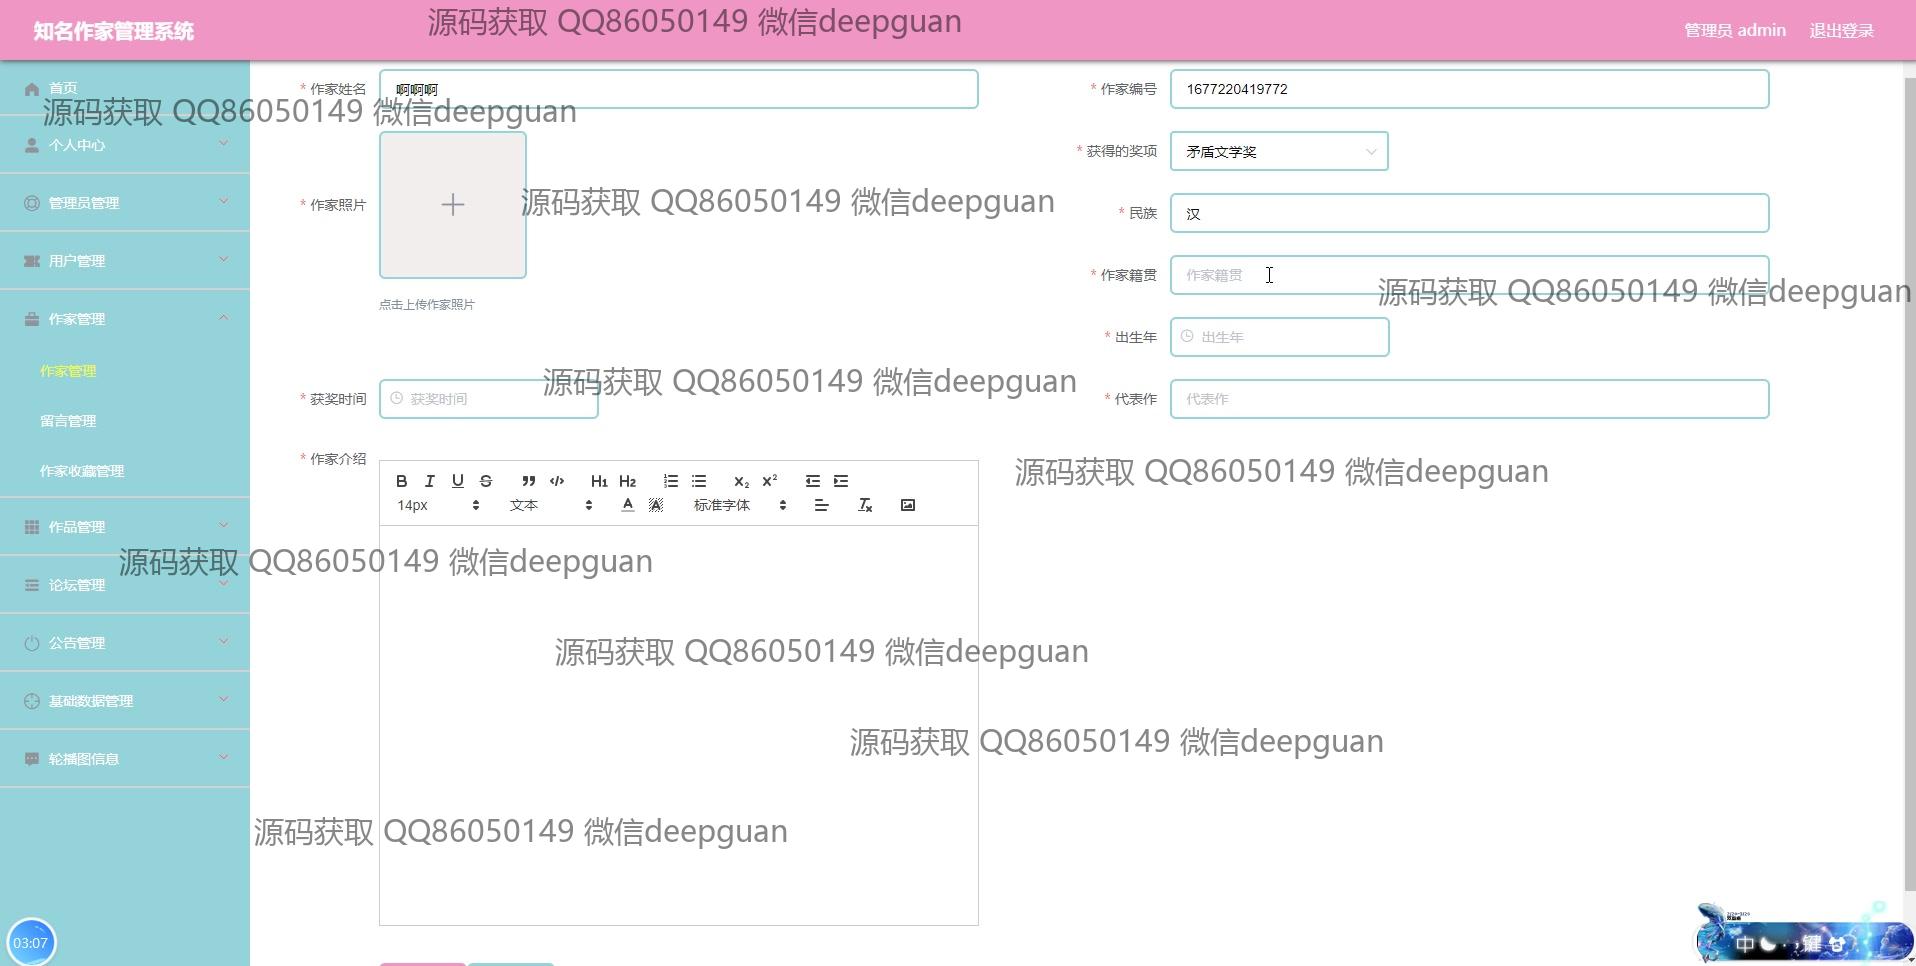 知名作家管理系统
源码获取 QQ86050149 微信deepguan
管理员 admin
退出登录
首页
源码获取 QQ86050149 微信deepguan
个人中心
管理员管理
用户管理
作家管理
作家管理
留言管理
作家收藏管理
作品管理
论坛管理
公告管理
基础数据管理
轮播图信息
* 作家姓名
啊啊啊
* 作家编号
1677220419772
* 作家照片
点击上传作家照片
源码获取 QQ86050149 微信deepguan
* 获得的奖项
矛盾文学奖
* 民族
汉
* 作家籍贯
作家籍贯
源码获取 QQ86050149 微信deepguan
* 出生年
出生年
源码获取 QQ86050149 微信deepguan
* 获奖时间
获奖时间
* 代表作
代表作
* 作家介绍
B I U S H1 H2 X2 X2
14px 文本 A A 标准字体
源码获取 QQ86050149 微信deepguan
源码获取 QQ86050149 微信deepguan
源码获取 QQ86050149 微信deepguan
源码获取 QQ86050149 微信deepguan
源码获取 QQ86050149 微信deepguan
03:07
中 键